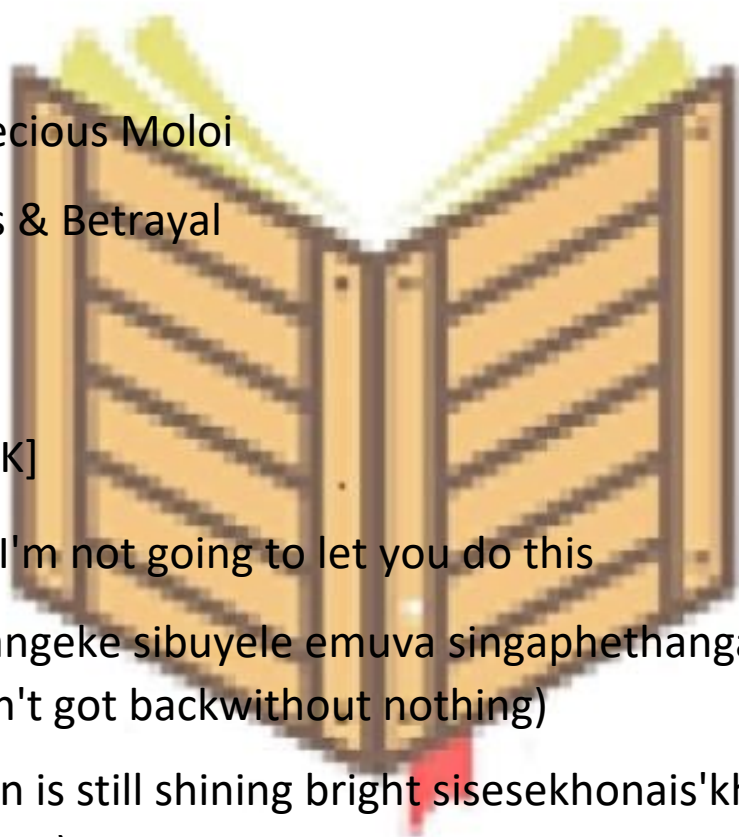 ecious Moloi
s & Betrayal
K]
I'm not going to let you do this
ngeke sibuyele emuva singaphethanga
n't got backwithout nothing)
n is still shining bright sisesekhonais'kh